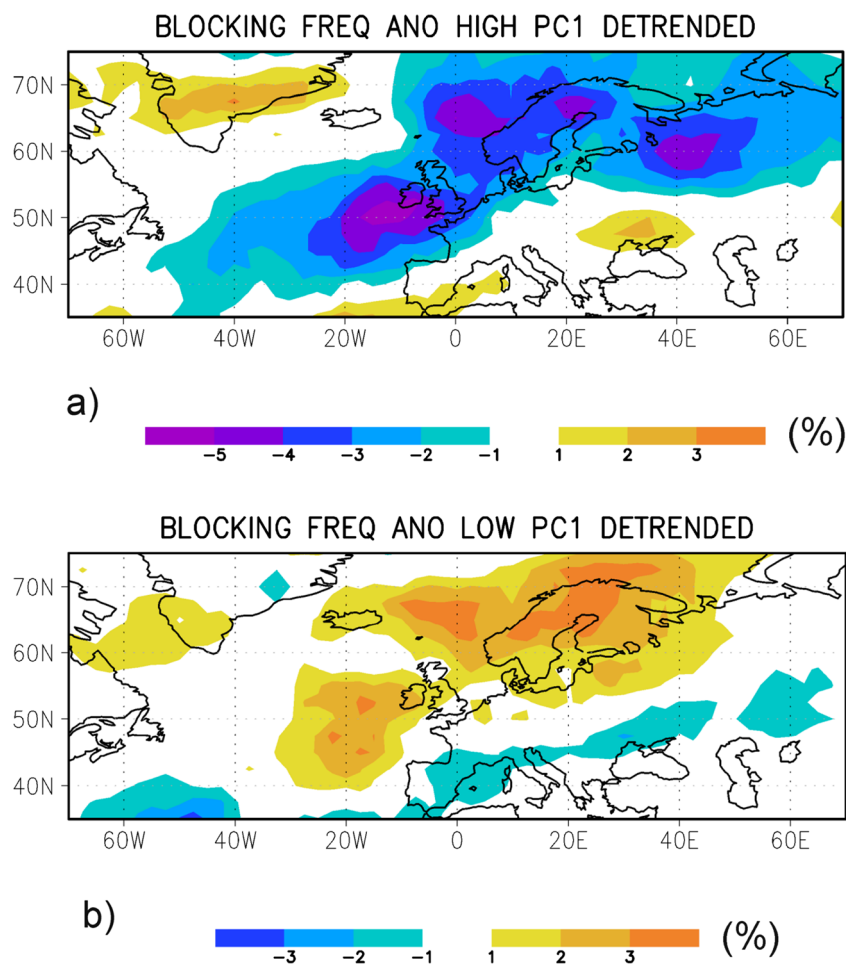 BLOCKING FREQ ANO HIGH PC1 DETRENDED
70N
60N
50N
40N
60W 40W 20W 0 20E 40E 60E
a)
-5 -4 -3 -2 -1 1 2 3 (%)
BLOCKING FREQ ANO LOW PC1 DETRENDED
70N
60N
50N
40N
60W 40W 20W 0 20E 40E 60E
b)
-3 -2 -1 1 2 3 (%)